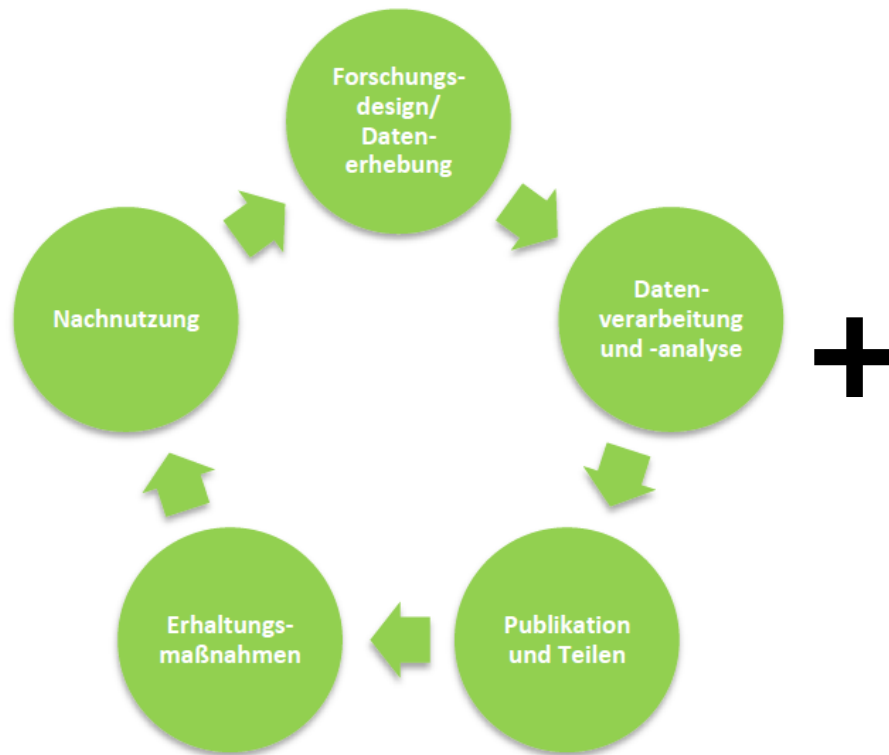 Forschungs-
design/
Daten-
erhebung
Daten-
verarbeitung
und -analyse
+
Publikation
und Teilen
Erhaltungs-
maßnahmen
Nachnutzung